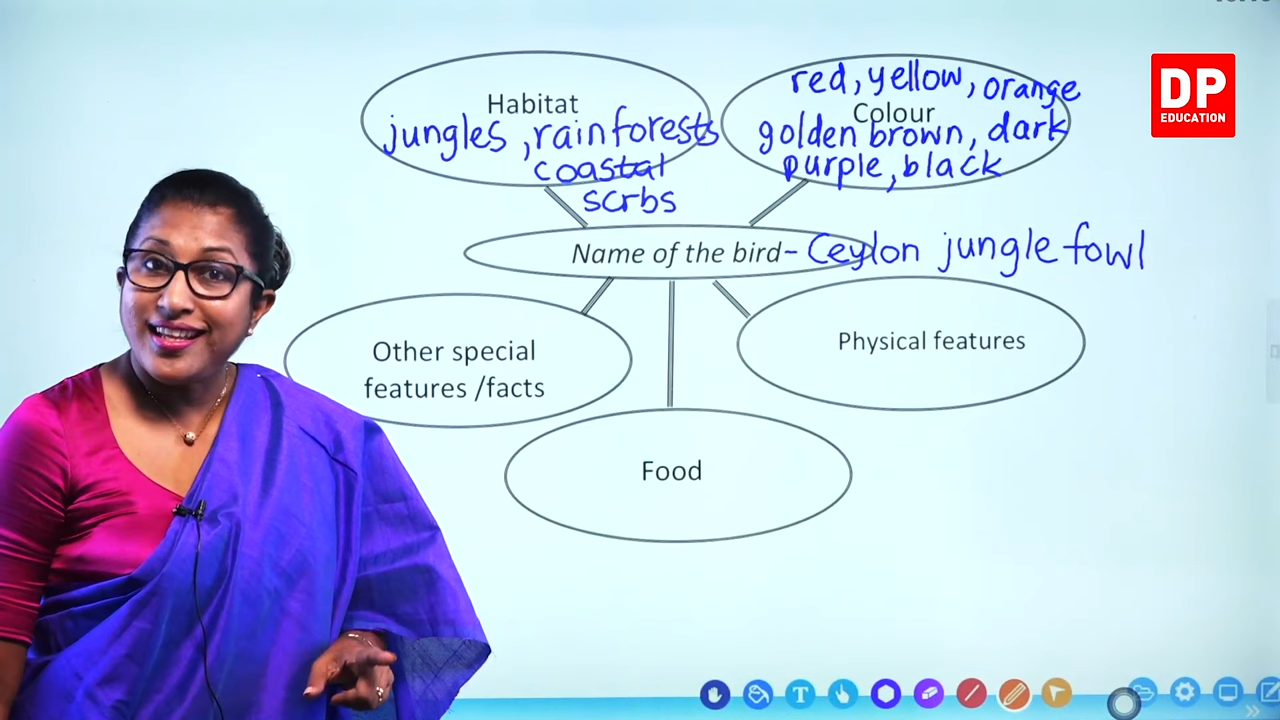 DP
EDUCATION
Habitat
jungles, rainforests
coastal
scrbs
red, yellow, orange
Colour
golden brown, dark
purple, black
Name of the bird - Ceylon jungle fowl
Other special
features /facts
Physical features
Food